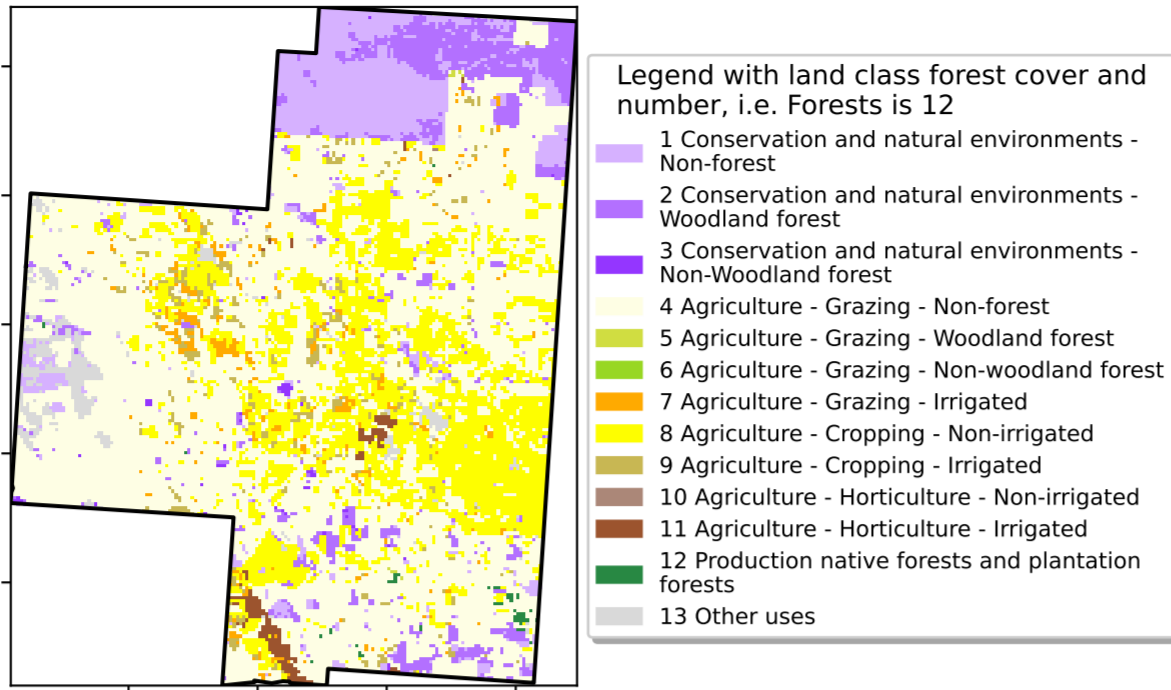 Legend with land class forest cover and
number, i.e. Forests is 12
1 Conservation and natural environments -
Non-forest
2 Conservation and natural environments -
Woodland forest
3 Conservation and natural environments -
Non-Woodland forest
4 Agriculture - Grazing - Non-forest
5 Agriculture - Grazing - Woodland forest
6 Agriculture - Grazing - Non-woodland forest
7 Agriculture - Grazing - Irrigated
8 Agriculture - Cropping - Non-irrigated
9 Agriculture - Cropping - Irrigated
10 Agriculture - Horticulture - Non-irrigated
11 Agriculture - Horticulture - Irrigated
12 Production native forests and plantation
forests
13 Other uses